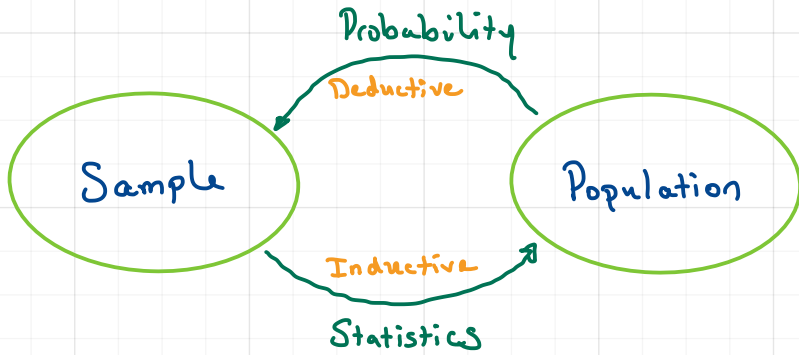 Probability
Deductive
Sample
Population
Inductive
Statistics